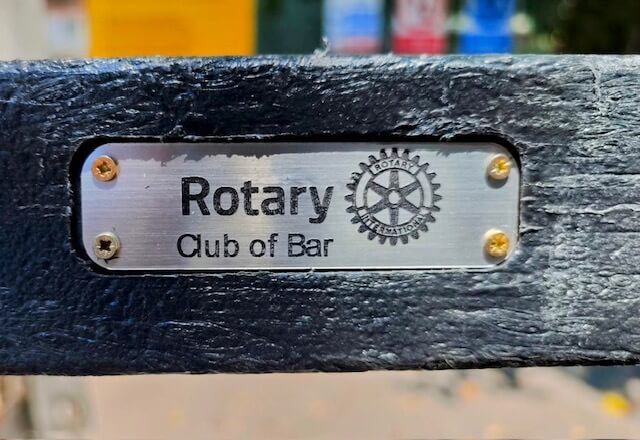 Rotary
Club of Bar
ROTARY
INTERNATIONAL